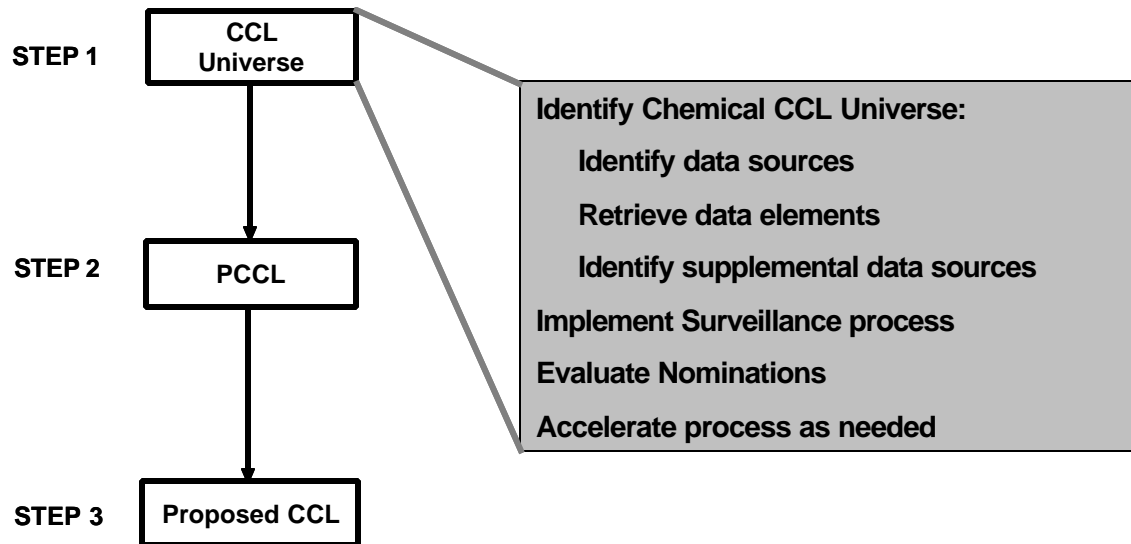 STEP 1
CCL
Universe
Identify Chemical CCL Universe:
Identify data sources
Retrieve data elements
Identify supplemental data sources
Implement Surveillance process
Evaluate Nominations
Accelerate process as needed
STEP 2
PCCL
STEP 3
Proposed CCL